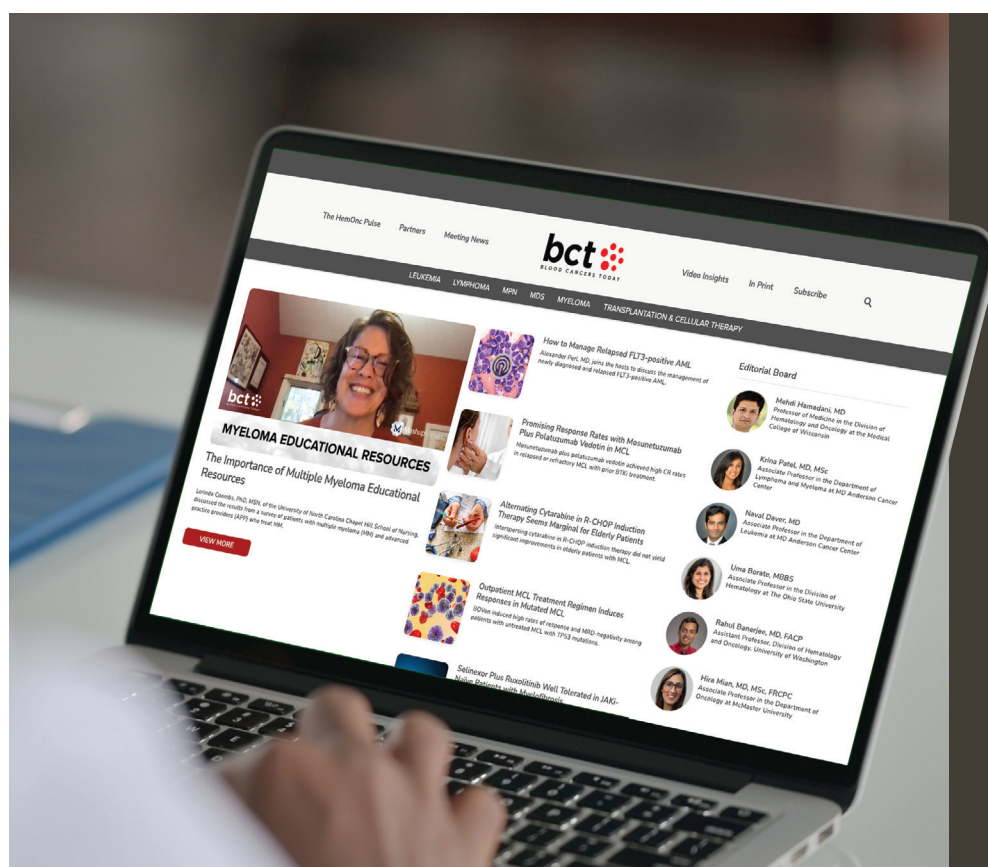 The HemOnc Pulse
Partners
Meeting News
bct
BLOOD CANCERS TODAY
Video Insights
In Print
Subscribe
LEUKEMIA
LYMPHOMA
MPN
MDS
MYELOMA
TRANSPLANTATION & CELLULAR THERAPY
bct
BLOOD CANCERS TODAY
MYELOMA EDUCATIONAL RESOURCES
The Importance of Multiple Myeloma Educational
Resources
Lorinda Coombs, PhD, MSN, of the University of North Carolina Chapel Hill School of Nursing,
discussed the results from a survey of patients with multiple myeloma (MM) and advanced
practice providers (APP) who treat MM.
VIEW MORE
How to Manage Relapsed FLT3-positive AML
Alexander Perl, MD, joins the hosts to discuss the management of
newly diagnosed and relapsed FLT3-positive AML.
Promising Response Rates with Mosunetuzumab
Plus Polatuzumab Vedotin in MCL
Mosunetuzumab plus polatuzumab vedotin achieved high CR rates
in relapsed or refractory MCL with prior BTKi treatment.
Alternating Cytarabine in R-CHOP Induction
Therapy Seems Marginal for Elderly Patients
Interspersing cytarabine in R-CHOP induction therapy did not yield
significant improvements in elderly patients with MCL.
Outpatient MCL Treatment Regimen Induces
Responses in Mutated MCL
BOVen induced high rates of response and MRD-negativity among
patients with untreated MCL with TP53 mutations.
Selinexor Plus Ruxolitinib Well Tolerated in JAKi-
Naïve Patients with Myelofibrosis
Editorial Board
Mehdi Hamadani, MD
Professor of Medicine in the Division of
Hematology and Oncology at the Medical
College of Wisconsin
Krina Patel, MD, MSc
Associate Professor in the Department of
Lymphoma and Myeloma at MD Anderson Cancer
Center
Naval Daver, MD
Associate Professor in the Department of
Leukemia at MD Anderson Cancer Center
Uma Borate, MBBS
Associate Professor in the Division of
Hematology at The Ohio State University
Rahul Banerjee, MD, FACP
Assistant Professor, Division of Hematology
and Oncology, University of Washington
Hira Mian, MD, MSc, FRCPC
Associate Professor in the Department of
Oncology at McMaster University